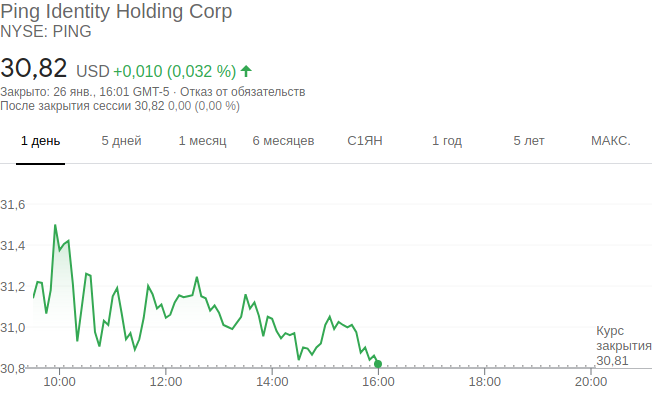 Ping Identity Holding Corp
NYSE: PING
30,82 USD +0,010 (0,032 %)
Закрыто: 26 янв., 16:01 GMT-5 · Отказ от обязательств
После закрытия сессии 30,82 0,00 (0,00 %)
1 день 5 дней 1 месяц 6 месяцев С1ЯН 1 год 5 лет МАКС.
31,6
31,4
31,2
31,0
Курс
закрытия
30,81
30,8
10:00 12:00 14:00 16:00 18:00 20:00